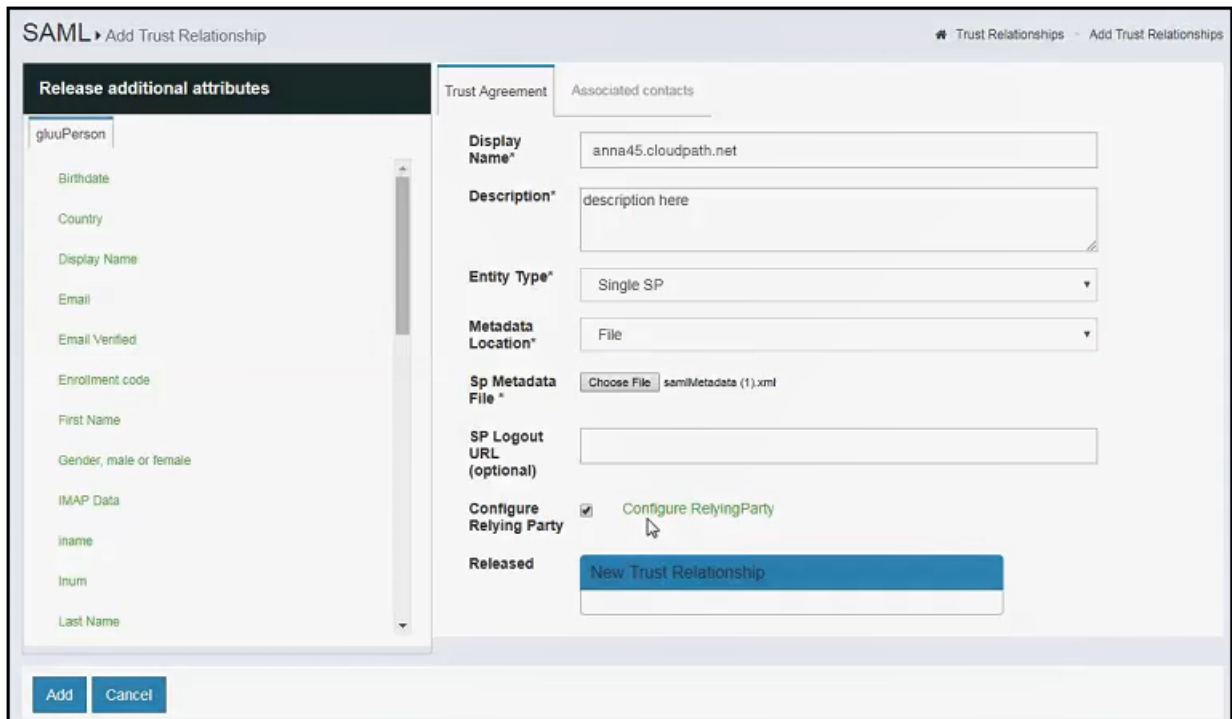 SAML Add Trust Relationship
Trust Relationships - Add Trust Relationships
Release additional attributes
gluuPerson
Birthdate
Country
Display Name
Email
Email Verified
Enrollment code
First Name
Gender, male or female
IMAP Data
iname
Inum
Last Name
Trust Agreement
Associated contacts
Display
Name*
anna45.cloudpath.net
Description*
description here
Entity Type*
Single SP
Metadata
Location*
File
Sp Metadata
File *
Choose File samlMetadata (1).xml
SP Logout
URL
(optional)
Configure
Relying Party
Configure RelyingParty
Released
New Trust Relationship
Add
Cancel